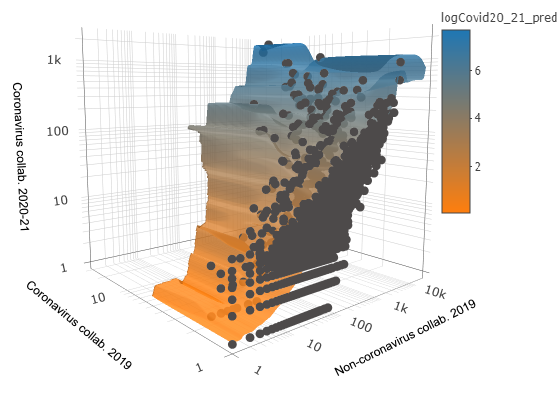 logCovid20_21_pred
6
4
2
Coronavirus collab. 2020-21
1k
100
10
1
Coronavirus collab. 2019
10
1
Non-coronavirus collab. 2019
1
10
100
1k
10k